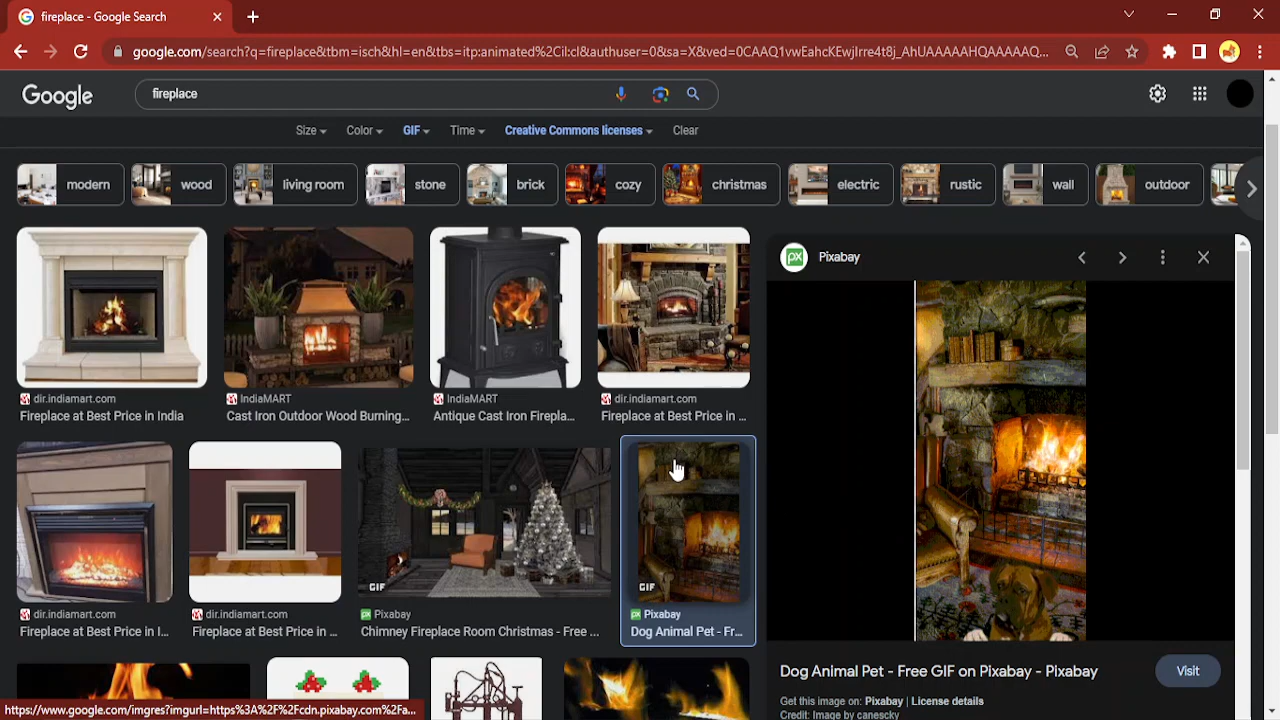 fireplace - Google Search
google.com/search?q=fireplace&tbm=isch&hl=en&tbs=itp:animated%2Cil:cl&authuser=0&sa=X&ved=0CAAQ1vwEahcKEwjIrre4t8j_AhUAAAAAHQAAAAAQ...
Google
fireplace
Size Color GIF Time Creative Commons licenses Clear
modern wood living room stone brick cozy christmas electric rustic wall outdoor
Pixabay
dir.indiamart.com
Fireplace at Best Price in India
IndiaMART
Cast Iron Outdoor Wood Burning...
IndiaMART
Antique Cast Iron Firepla...
dir.indiamart.com
Fireplace at Best Price in ...
dir.indiamart.com
Fireplace at Best Price in I...
dir.indiamart.com
Fireplace at Best Price in ...
GIF
Pixabay
Chimney Fireplace Room Christmas - Free ...
GIF
Pixabay
Dog Animal Pet - Fr...
Dog Animal Pet - Free GIF on Pixabay - Pixabay
Visit
Get this image on: Pixabay | License details
Credit: Image by canesky
https://www.google.com/imgres?imgurl=https%3A%2F%2Fcdn.pixabay.com%2Fa...